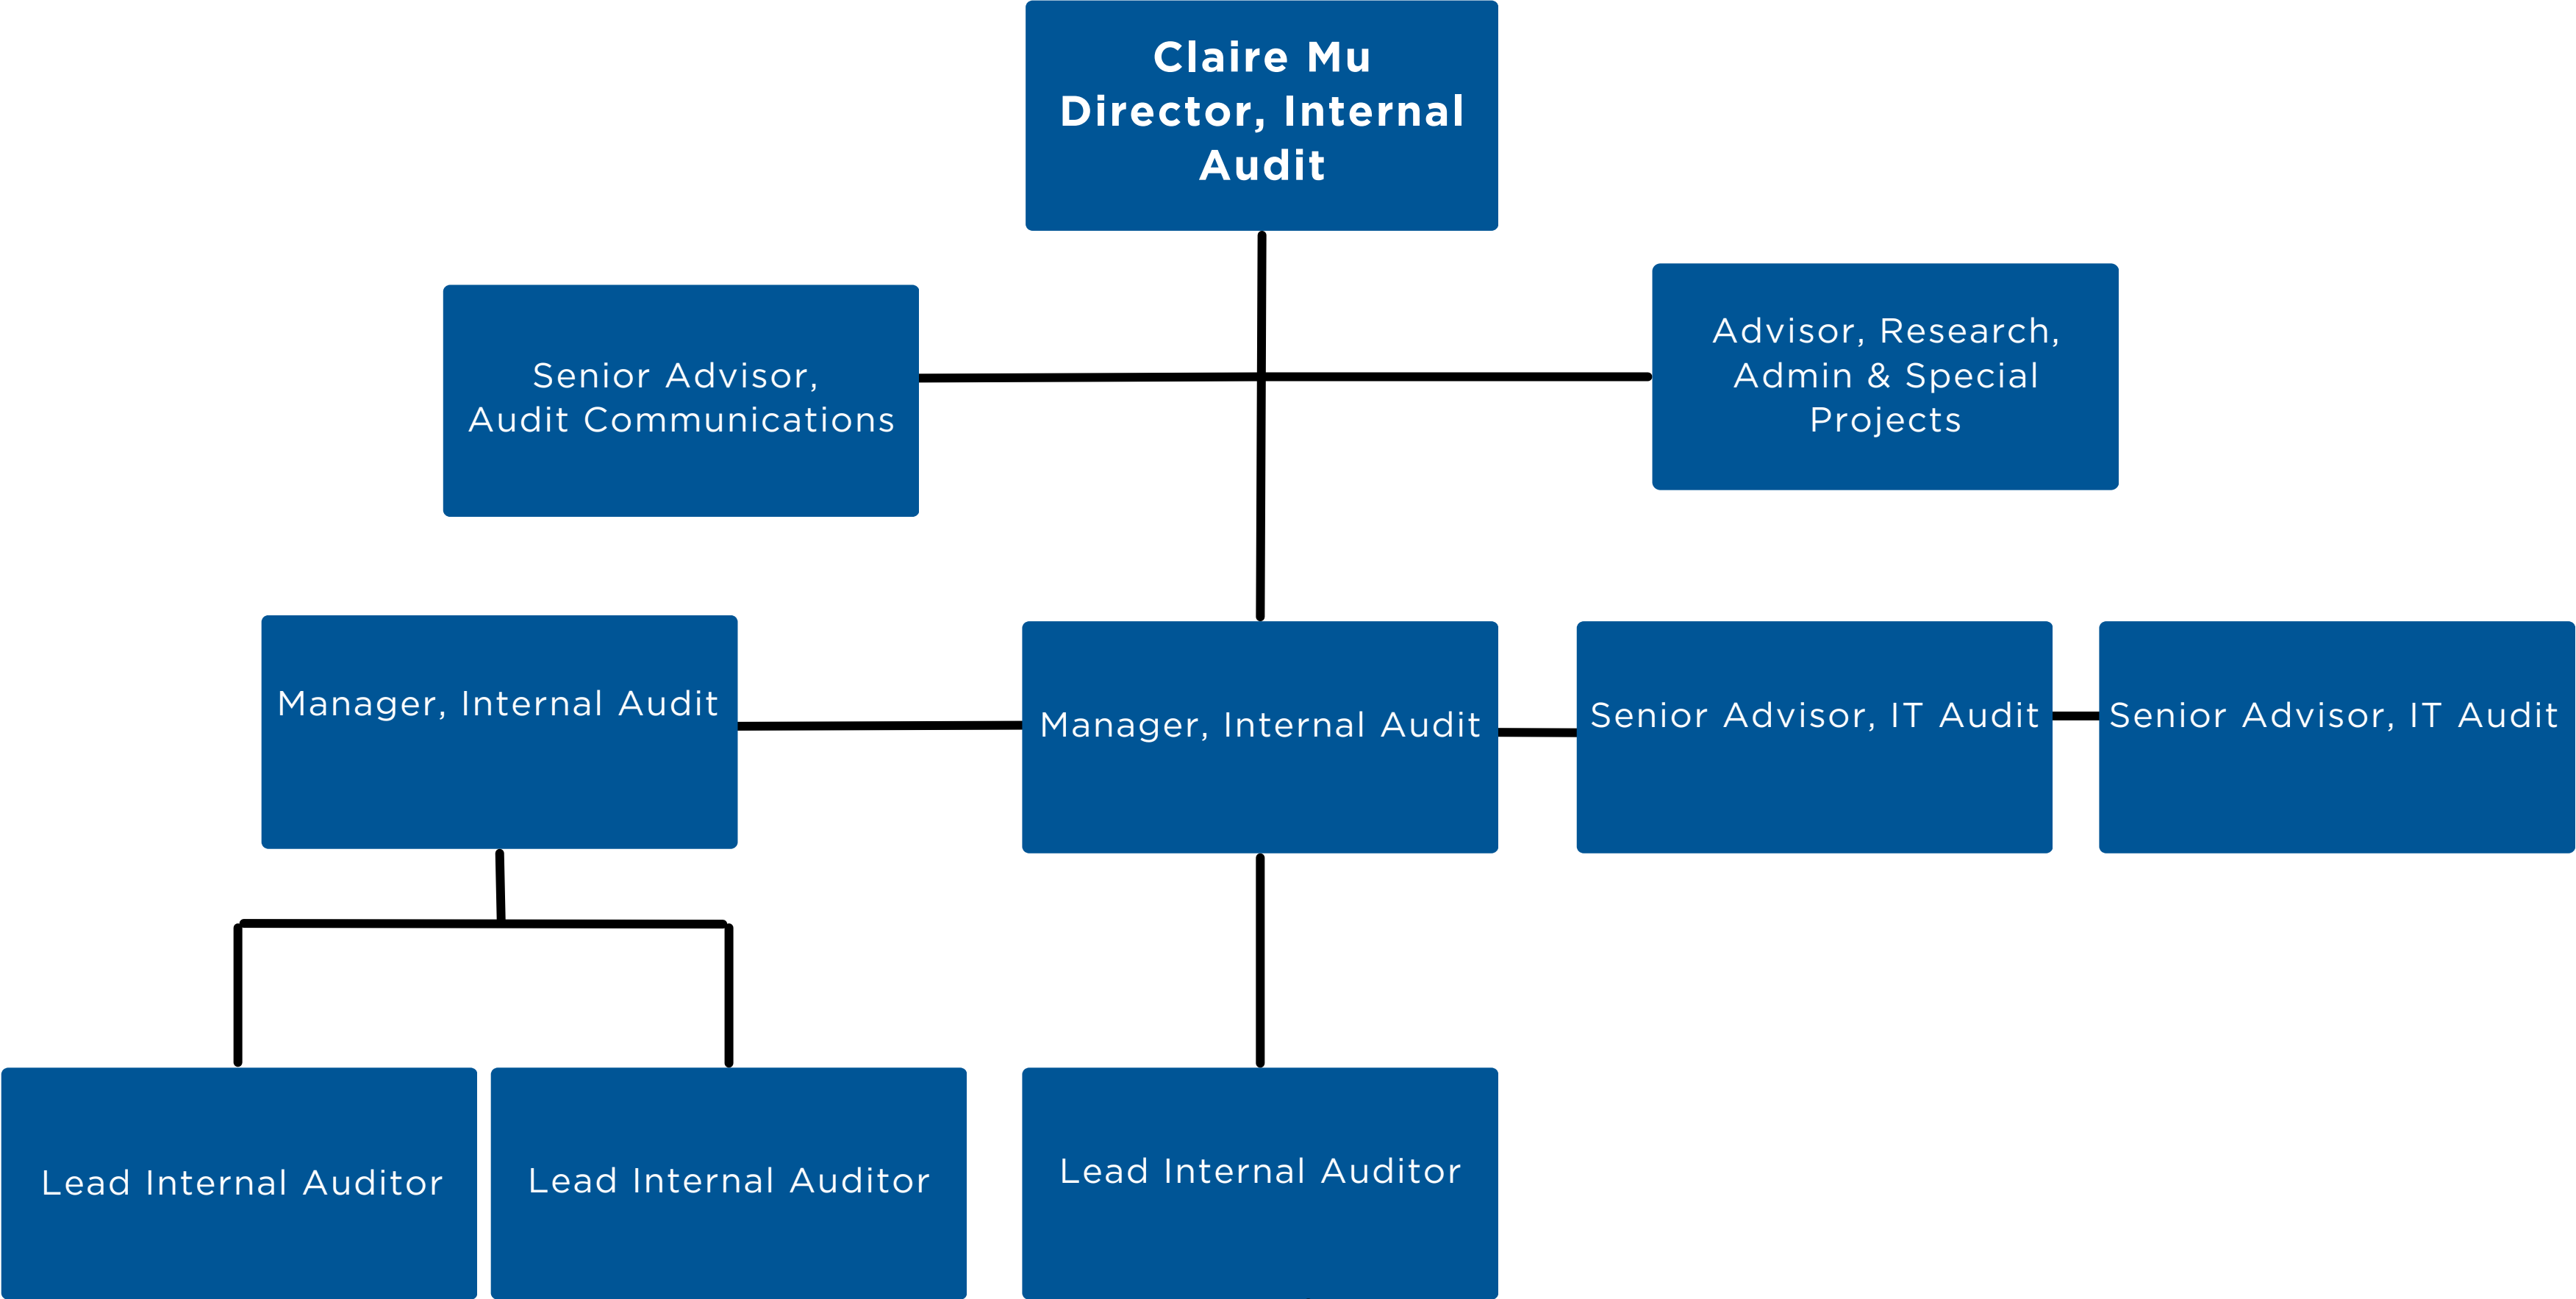 Claire Mu
Director, Internal
Audit
Senior Advisor,
Audit Communications
Advisor, Research,
Admin & Special
Projects
Manager, Internal Audit
Manager, Internal Audit
Senior Advisor, IT Audit
Senior Advisor, IT Audit
Lead Internal Auditor
Lead Internal Auditor
Lead Internal Auditor